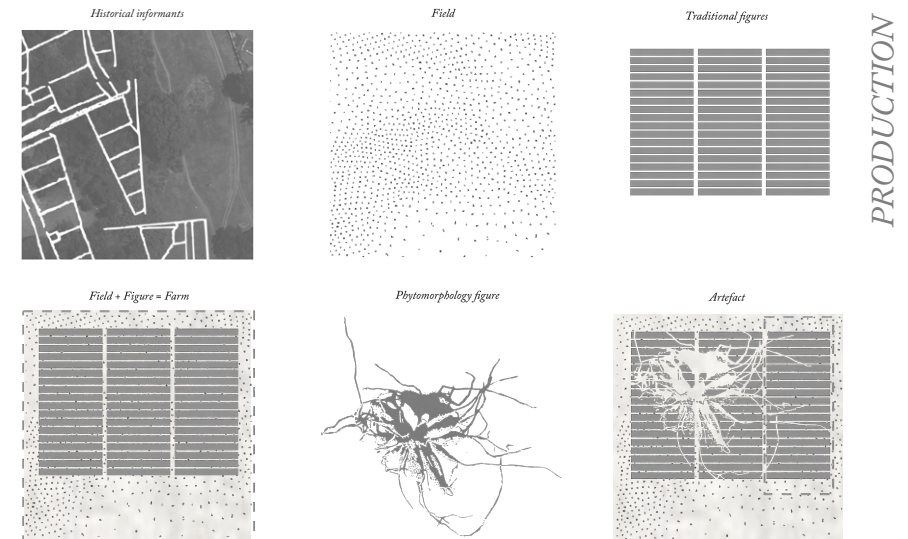 Historical informants
Field
Traditional figures
PRODUCTION
Field + Figure = Farm
Phytomorphology figure
Artefact